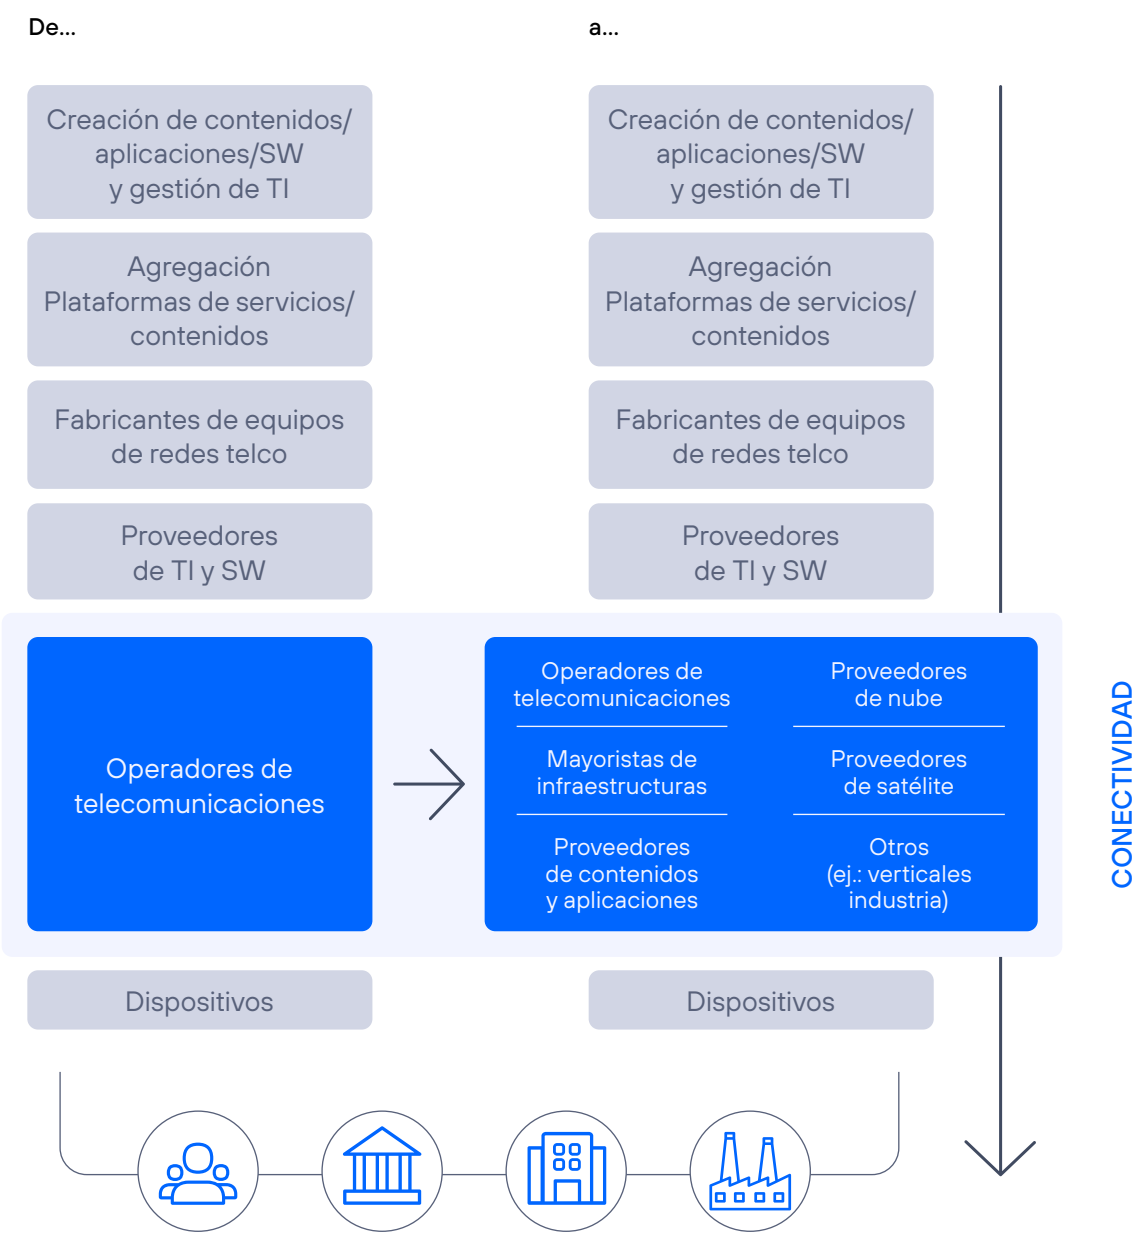 De...
a...
Creación de contenidos/
aplicaciones/SW
y gestión de TI
Agregación
Plataformas de servicios/
contenidos
Fabricantes de equipos
de redes telco
Proveedores
de TI y SW
Operadores de
telecomunicaciones
Dispositivos
Creación de contenidos/
aplicaciones/SW
y gestión de TI
Agregación
Plataformas de servicios/
contenidos
Fabricantes de equipos
de redes telco
Proveedores
de TI y SW
Operadores de
telecomunicaciones
Mayoristas de
infraestructuras
Proveedores
de contenidos
y aplicaciones
Proveedores
de nube
Proveedores
de satélite
Otros
(ej.: verticales
industria)
Dispositivos
CONECTIVIDAD